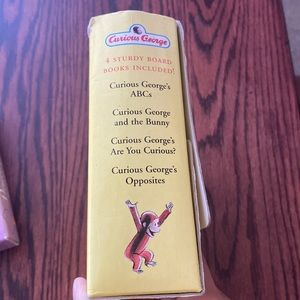 Curious George
4 STURDY BOARD
BOOKS INCLUDED!
Curious George's
ABCs
Curious George
and the Bunny
Curious George's
Are You Curious?
Curious George's
Opposites